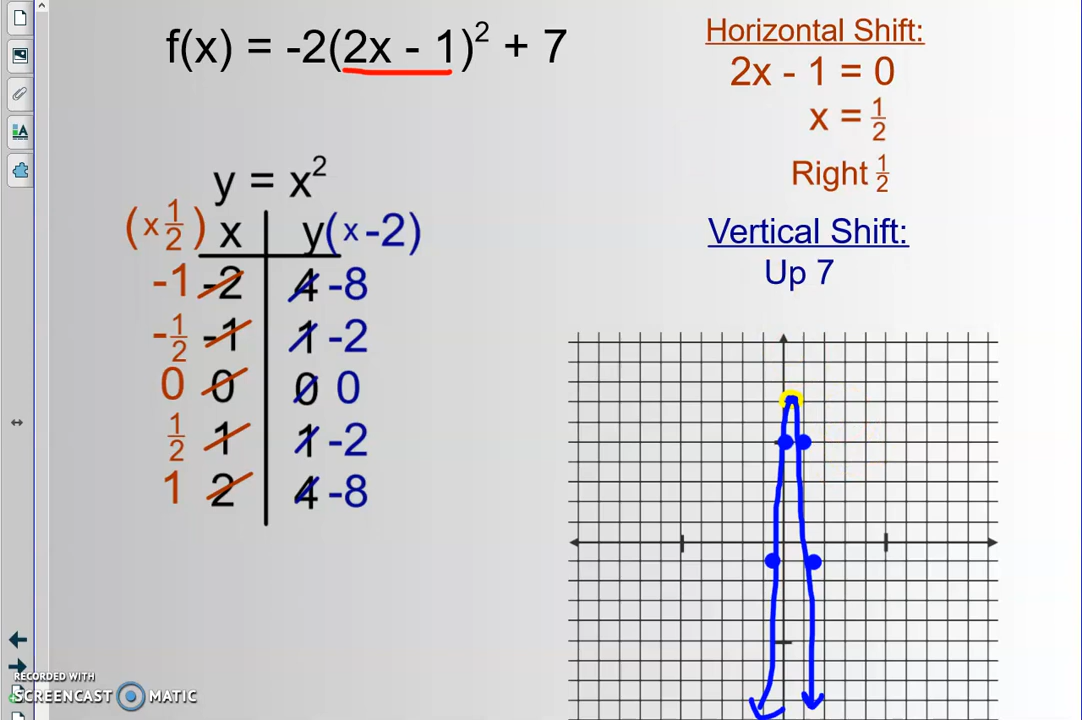 f(x) = -2(2x - 1)² + 7
Horizontal Shift:
2x - 1 = 0
x = 1/2
Right 1/2
Vertical Shift:
Up 7
y = x²
(x 1/2) x y (x -2)
-1 -2 4 -8
-1/2 -1 1 -2
0 0 0 0
1/2 1 1 -2
1 2 4 -8
RECORDED WITH
SCREENCAST MATIC